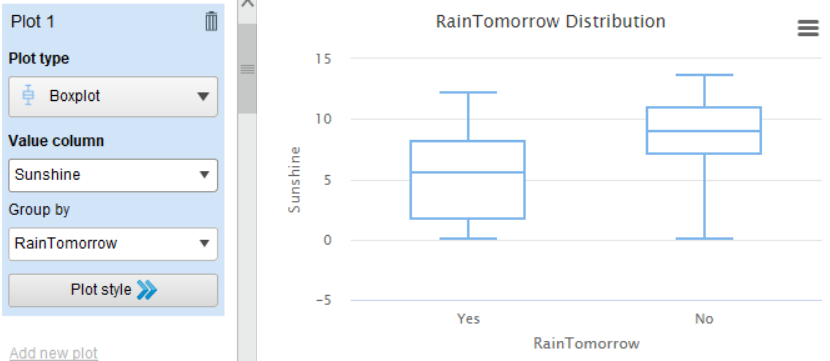 Plot 1
Plot type
Boxplot
Value column
Sunshine
Group by
RainTomorrow
Plot style
Add new plot
RainTomorrow Distribution
15
10
5
0
−5
Sunshine
Yes
No
RainTomorrow